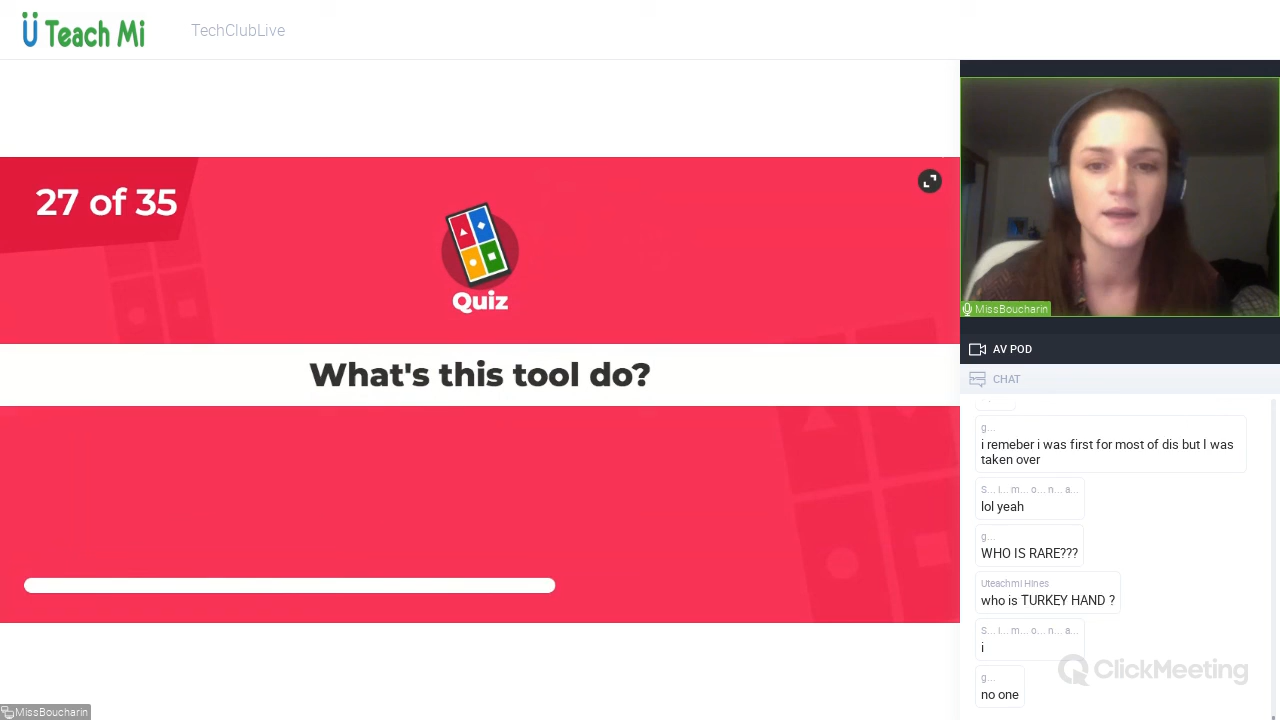 Ü Teach Mi
TechClubLive
27 of 35
Quiz
What's this tool do?
MissBoucharin
MissBoucharin
AV POD
CHAT
g...
i remeber i was first for most of dis but I was
taken over
S... i... m... o... n... a...
lol yeah
g...
WHO IS RARE???
Uteachmi Hines
who is TURKEY HAND ?
S... i... m... o... n... a...
i
ClickMeeting
g...
no one